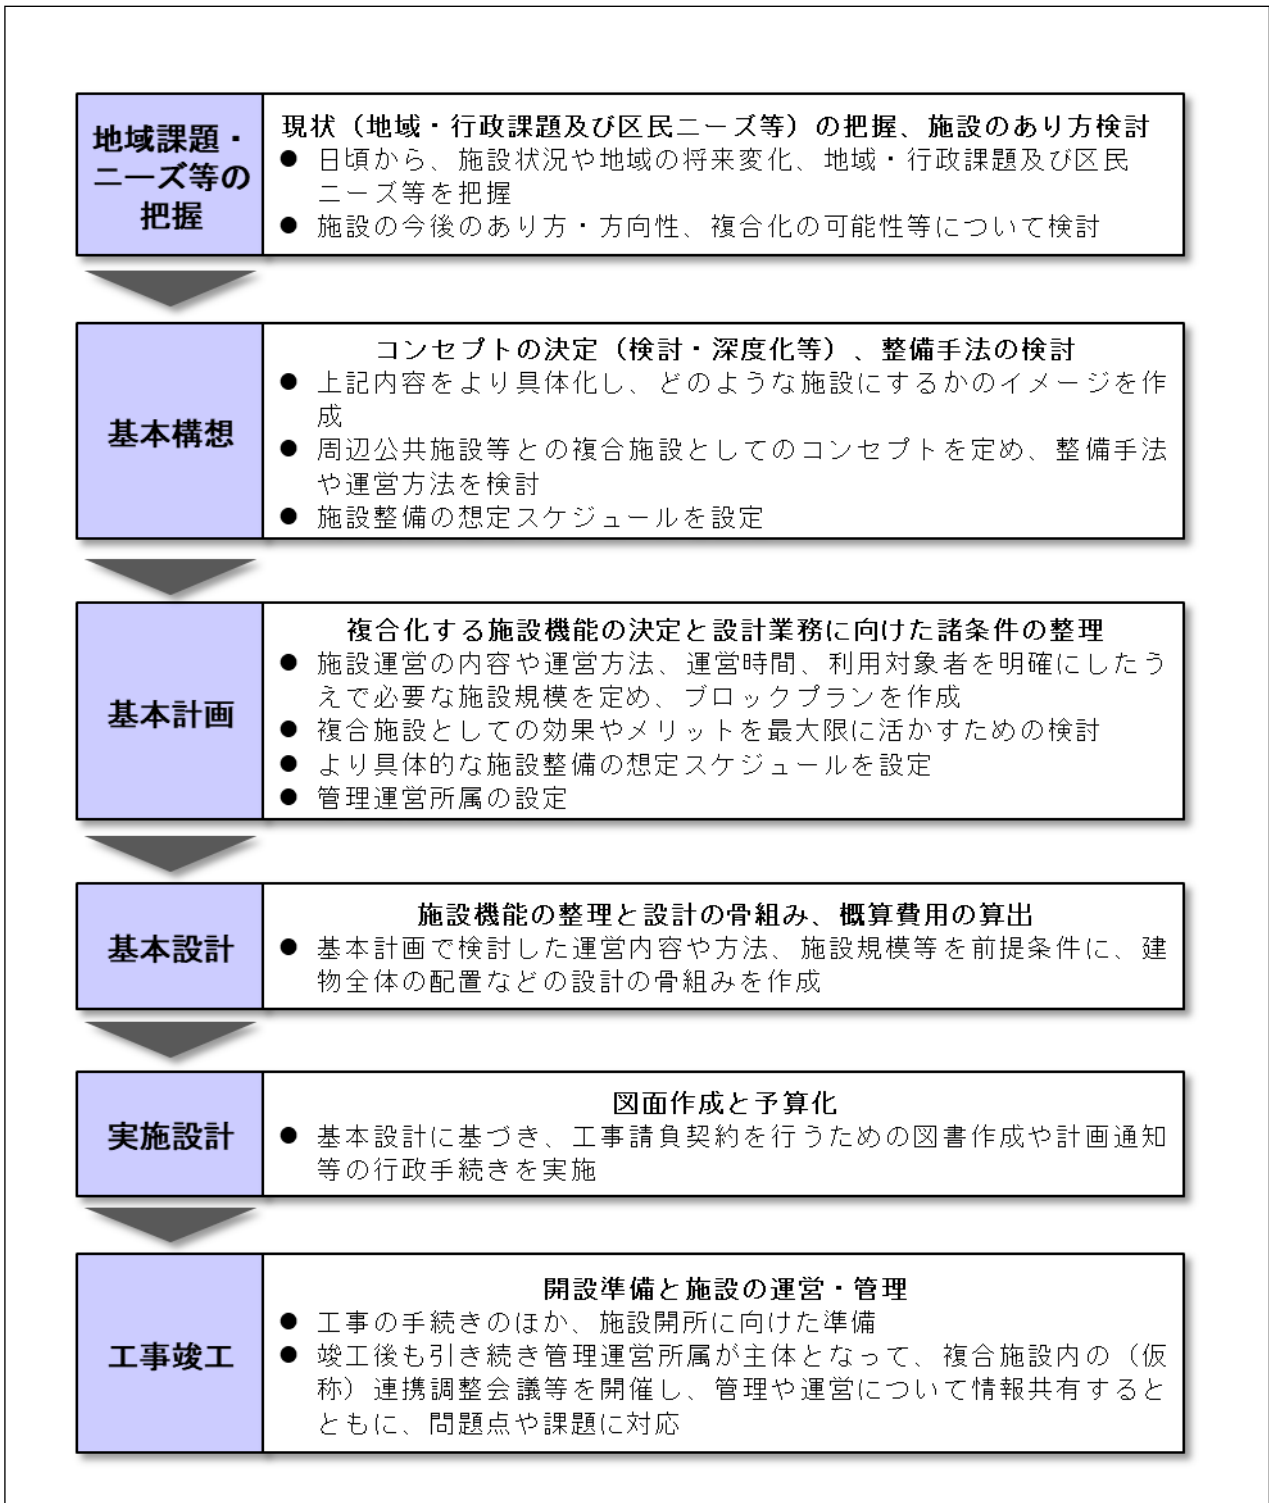 地域課題・
ニーズ等の
把握
現状（地域・行政課題及び区民ニーズ等）の把握、施設のあり方検討
● 日頃から、施設状況や地域の将来変化、地域・行政課題及び区民
ニーズ等を把握
● 施設の今後のあり方・方向性、複合化の可能性等について検討
基本構想
コンセプトの決定（検討・深度化等）、整備手法の検討
● 上記内容をより具体化し、どのような施設にするかのイメージを作
成
● 周辺公共施設等との複合施設としてのコンセプトを定め、整備手法
や運営方法を検討
● 施設整備の想定スケジュールを設定
基本計画
複合化する施設機能の決定と設計業務に向けた諸条件の整理
● 施設運営の内容や運営方法、運営時間、利用対象者を明確にしたう
えで必要な施設規模を定め、ブロックプランを作成
● 複合施設としての効果やメリットを最大限に活かすための検討
● より具体的な施設整備の想定スケジュールを設定
● 管理運営所属の設定
基本設計
施設機能の整理と設計の骨組み、概算費用の算出
● 基本計画で検討した運営内容や方法、施設規模等を前提条件に、建
物全体の配置などの設計の骨組みを作成
実施設計
図面作成と予算化
● 基本設計に基づき、工事請負契約を行うための図書作成や計画通知
等の行政手続きを実施
工事竣工
開設準備と施設の運営・管理
● 工事の手続きのほか、施設開所に向けた準備
● 竣工後も引き続き管理運営所属が主体となって、複合施設内の（仮
称）連携調整会議等を開催し、管理や運営について情報共有すると
ともに、問題点や課題に対応